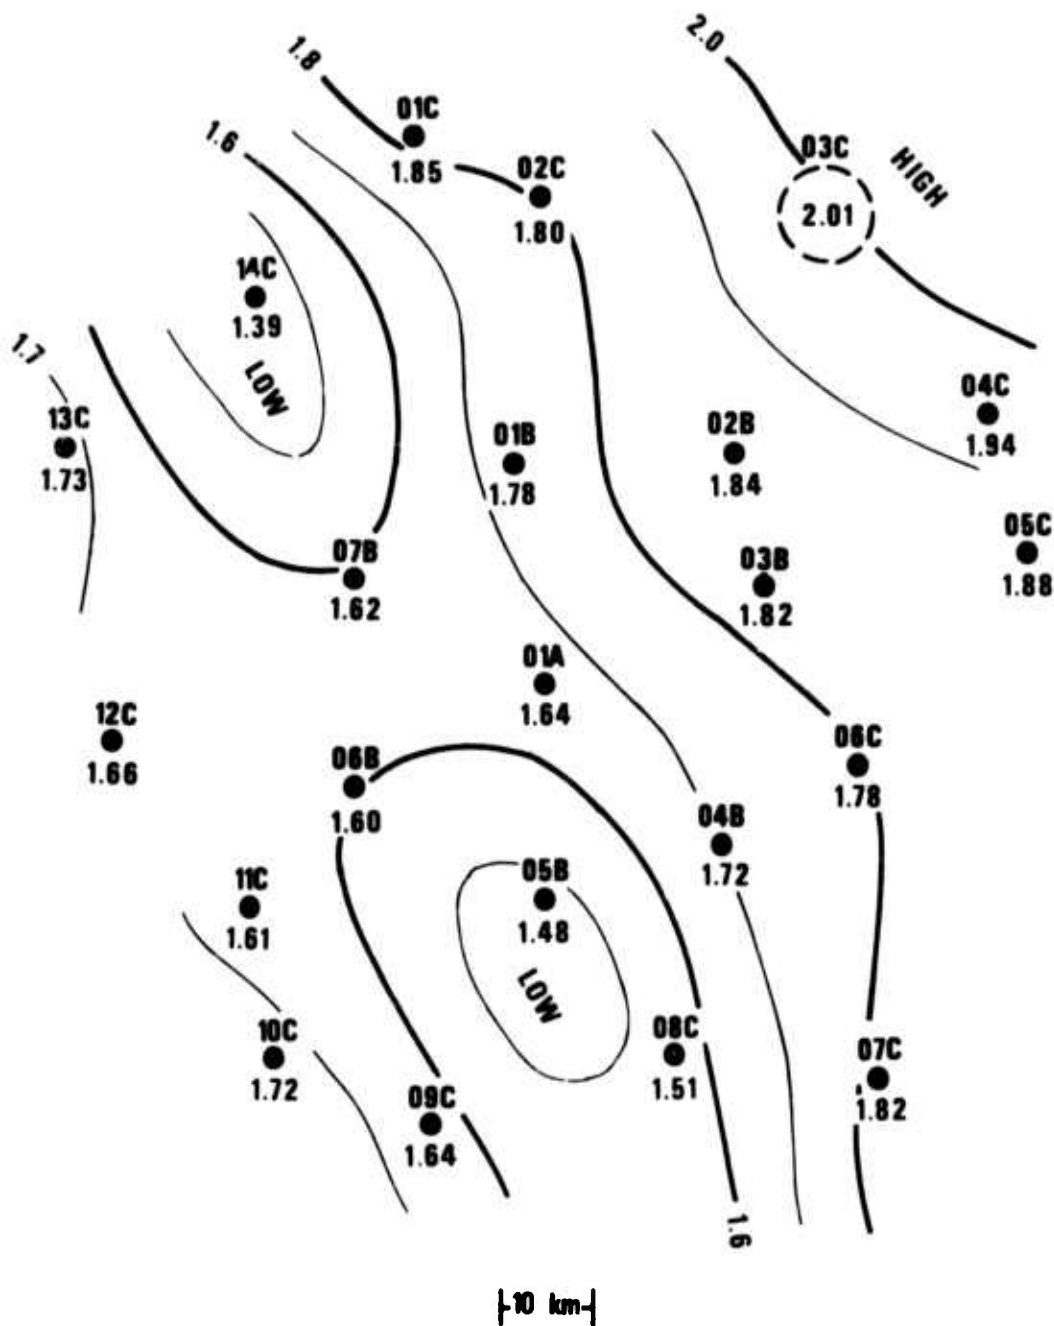 2.0
1.8
01C
1.85
1.6
02C
1.80
03C
HIGH
2.01
14C
1.39
LOW
1.7
13C
1.73
04C
1.94
01B
1.78
02B
1.84
05C
1.88
07B
1.62
03B
1.82
01A
1.64
12C
1.66
06B
1.60
06C
1.78
04B
1.72
05B
1.48
LOW
11C
1.61
10C
1.72
08C
1.51
07C
1.82
09C
1.64
1.6
10 km